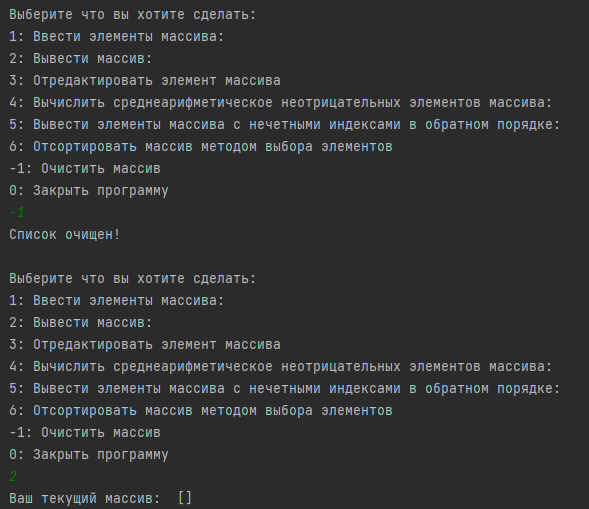 Выберите что вы хотите сделать:
1: Ввести элементы массива:
2: Вывести массив:
3: Отредактировать элемент массива
4: Вычислить среднеарифметическое неотрицательных элементов массива:
5: Вывести элементы массива с нечетными индексами в обратном порядке:
6: Отсортировать массив методом выбора элементов
-1: Очистить массив
0: Закрыть программу
-1
Список очищен!
Выберите что вы хотите сделать:
1: Ввести элементы массива:
2: Вывести массив:
3: Отредактировать элемент массива
4: Вычислить среднеарифметическое неотрицательных элементов массива:
5: Вывести элементы массива с нечетными индексами в обратном порядке:
6: Отсортировать массив методом выбора элементов
-1: Очистить массив
0: Закрыть программу
2
Ваш текущий массив:  []